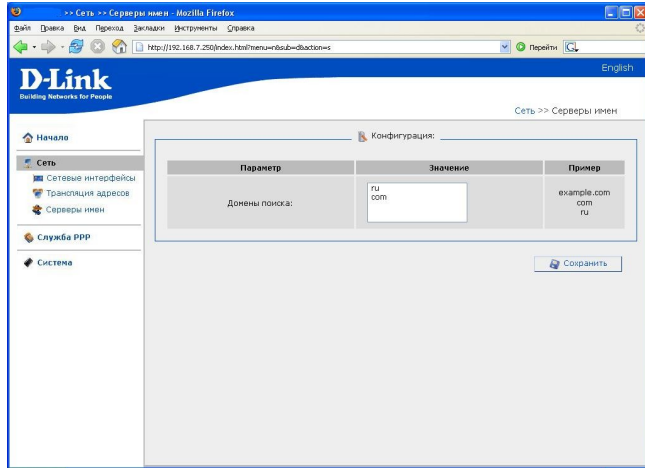 >> Сеть >> Серверы имен - Mozilla Firefox
Файл Правка Вид Переход Закладки Инструменты Справка
http://192.168.7.250/index.html?menu=n&sub=d&action=s Перейти
English
D-Link
Building Networks for People
Сеть >> Серверы имен
Начало
Конфигурация:
Сеть
Сетевые интерфейсы
Трансляция адресов
Серверы имен
Служба PPP
Система
Параметр Значение Пример
Домены поиска:
ru
com
example.com
com
ru
Сохранить